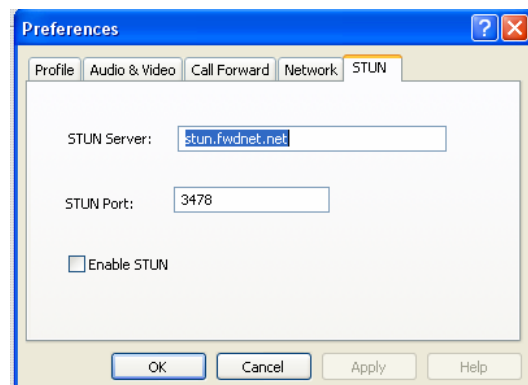 Preferences
Profile Audio & Video Call Forward Network STUN
STUN Server: stun.fwdnet.net
STUN Port: 3478
Enable STUN
OK Cancel Apply Help